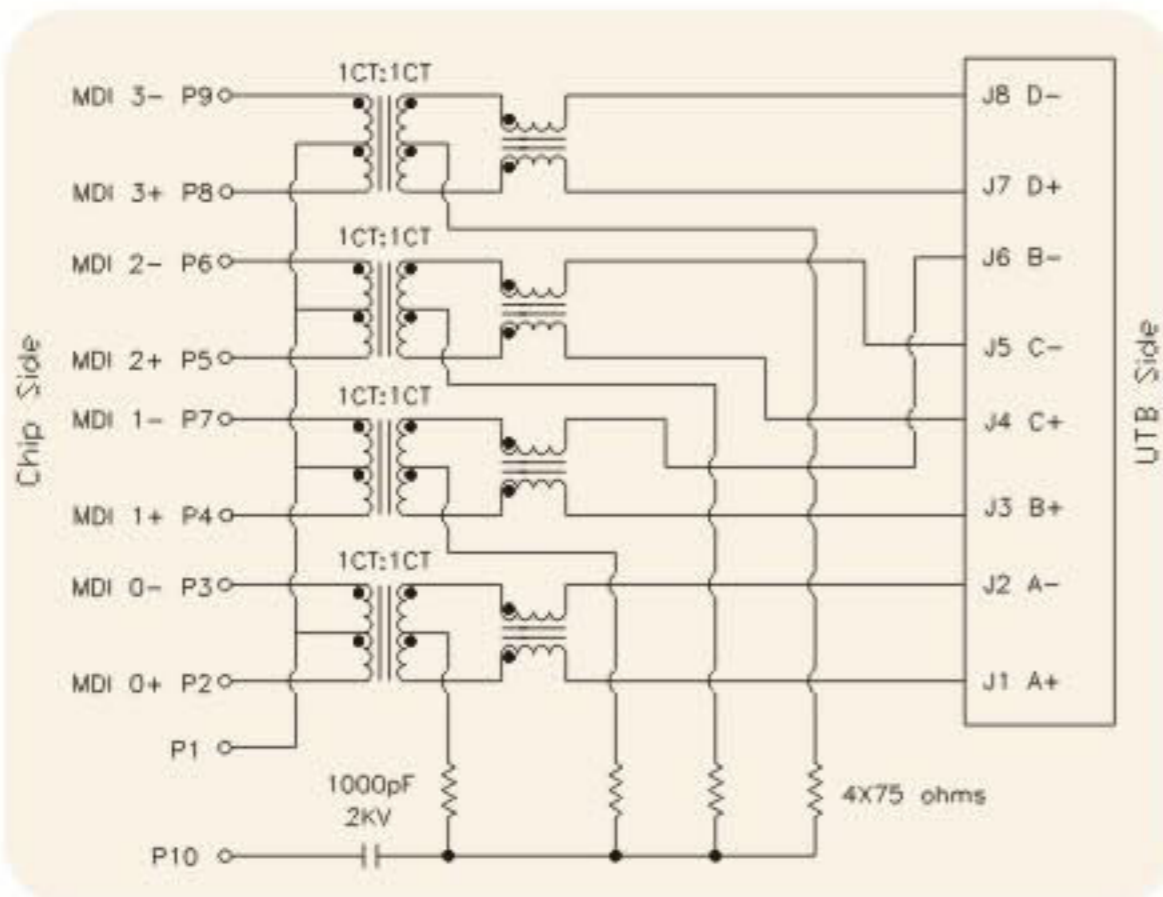 1CT:1CT
MDI 3- P9
J8 D-
MDI 3+ P8
J7 D+
1CT:1CT
MDI 2- P6
J6 B-
Chip Side
UTB Side
MDI 2+ P5
J5 C-
1CT:1CT
MDI 1- P7
J4 C+
MDI 1+ P4
J3 B+
1CT:1CT
MDI 0- P3
J2 A-
MDI 0+ P2
J1 A+
P1
1000pF
2KV
4X75 ohms
P10